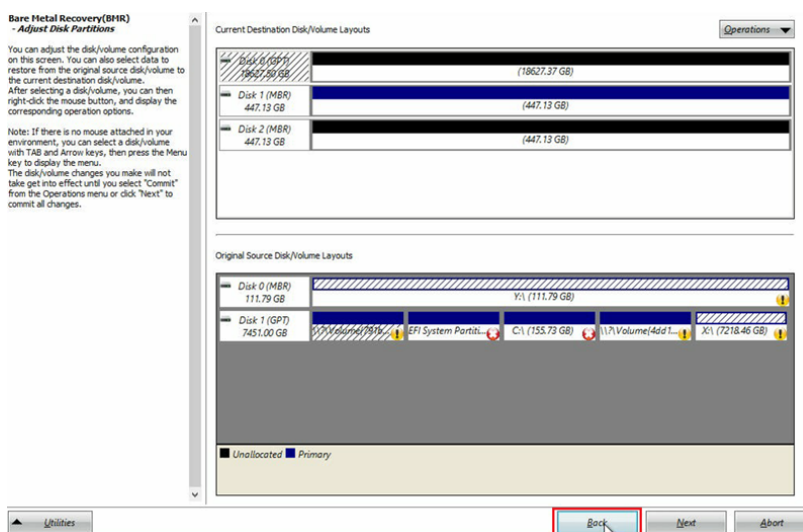 Bare Metal Recovery(BMR)
- Adjust Disk Partitions
You can adjust the disk/volume configuration
on this screen. You can also select data to
restore from the original source disk/volume to
the current destination disk/volume.
After selecting a disk/volume, you can then
right-click the mouse button, and display the
corresponding operation options.
Note: If there is no mouse attached in your
environment, you can select a disk/volume
with TAB and Arrow keys, then press the Menu
key to display the menu.
The disk/volume changes you make will not
take get into effect until you select "Commit"
from the Operations menu or click "Next" to
commit all changes.
Current Destination Disk/Volume Layouts
Operations
Disk 0 (GPT)
18627.50 GB
(18627.37 GB)
Disk 1 (MBR)
447.13 GB
(447.13 GB)
Disk 2 (MBR)
447.13 GB
(447.13 GB)
Original Source Disk/Volume Layouts
Disk 0 (MBR)
111.79 GB
Y:\ (111.79 GB)
Disk 1 (GPT)
7451.00 GB
\\?\Volume{791b...
EFI System Partiti...
C:\ (155.73 GB)
\\?\Volume{4dd1...
X:\ (7218.46 GB)
Unallocated
Primary
Utilities
Back
Next
Abort